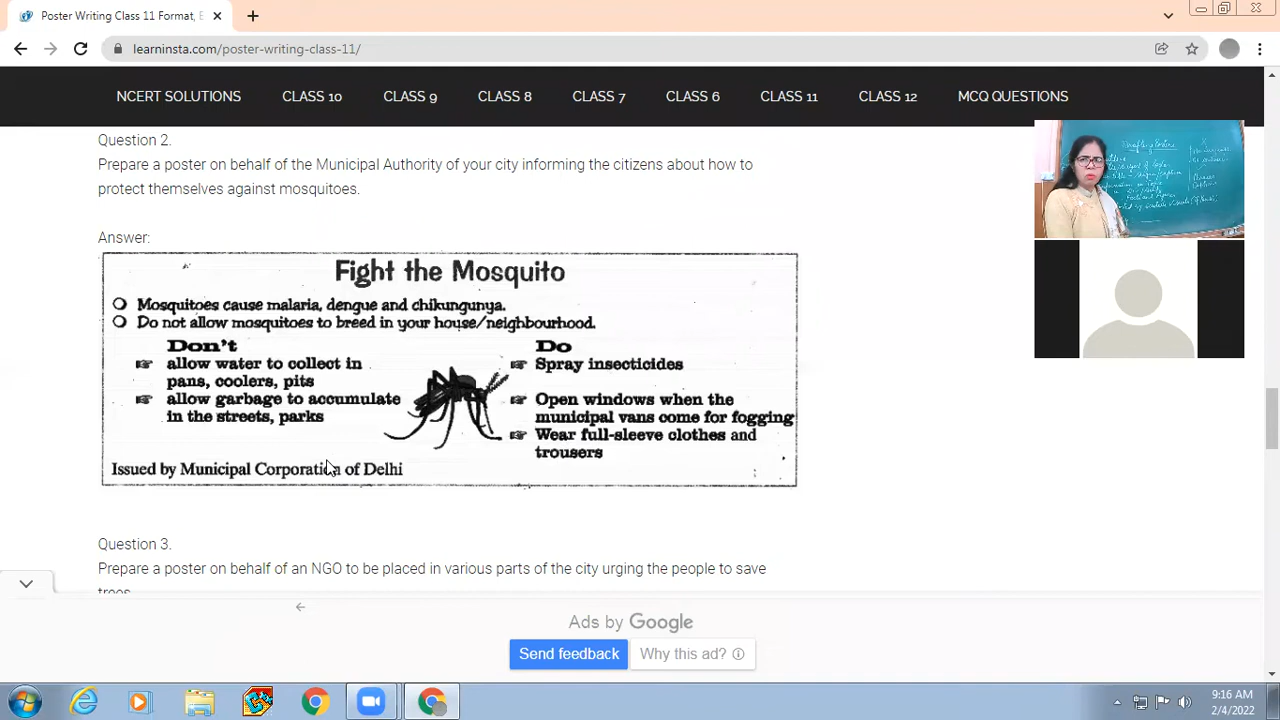 Poster Writing Class 11 Format, E
learninsta.com/poster-writing-class-11/
NCERT SOLUTIONS CLASS 10 CLASS 9 CLASS 8 CLASS 7 CLASS 6 CLASS 11 CLASS 12 MCQ QUESTIONS
Question 2.
Prepare a poster on behalf of the Municipal Authority of your city informing the citizens about how to
protect themselves against mosquitoes.
Answer:
Fight the Mosquito
Mosquitoes cause malaria, dengue and chikungunya.
Do not allow mosquitoes to breed in your house/neighbourhood.
Don't
allow water to collect in
pans, coolers, pits
allow garbage to accumulate
in the streets, parks
Do
Spray insecticides
Open windows when the
municipal vans come for fogging
Wear full-sleeve clothes and
trousers
Issued by Municipal Corporation of Delhi
Question 3.
Prepare a poster on behalf of an NGO to be placed in various parts of the city urging the people to save
trees
Ads by Google
Send feedback Why this ad?
9:16 AM
2/4/2022